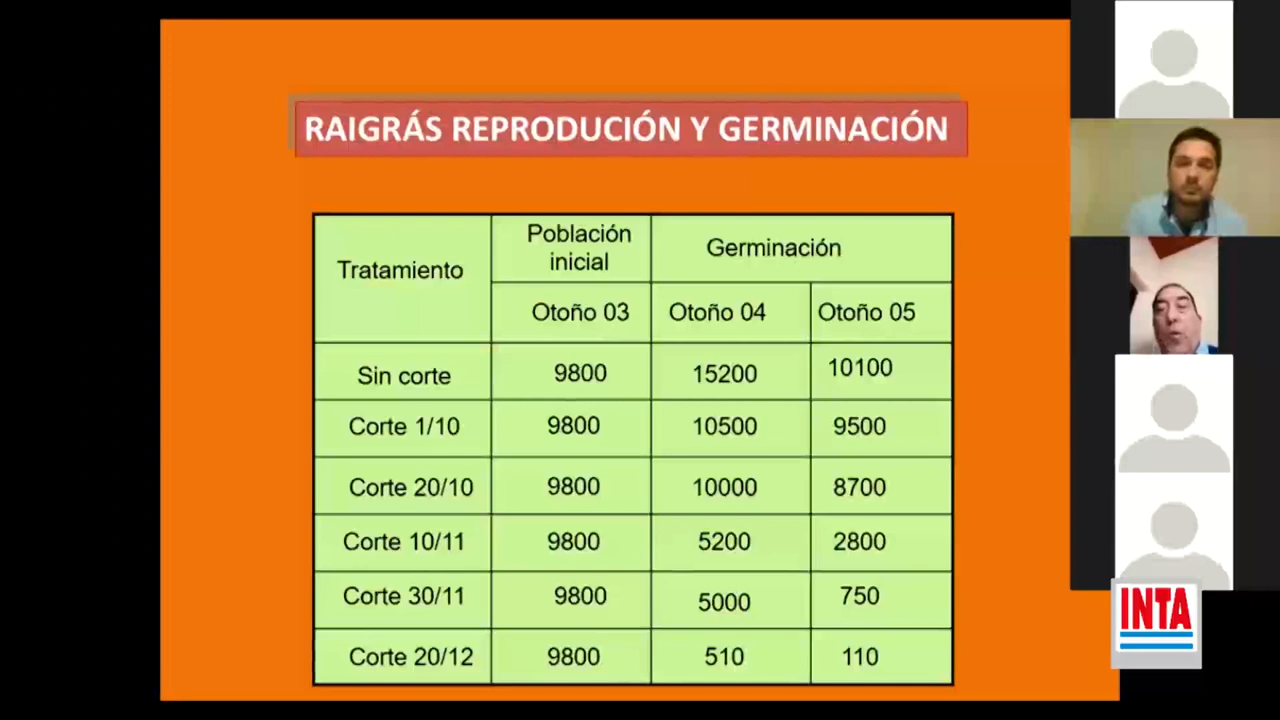 RAIGRÁS REPRODUCIÓN Y GERMINACIÓN
Tratamiento
Población
inicial
Germinación
Otoño 03
Otoño 04
Otoño 05
Sin corte
9800
15200
10100
Corte 1/10
9800
10500
9500
Corte 20/10
9800
10000
8700
Corte 10/11
9800
5200
2800
Corte 30/11
9800
5000
750
Corte 20/12
9800
510
110
INTA